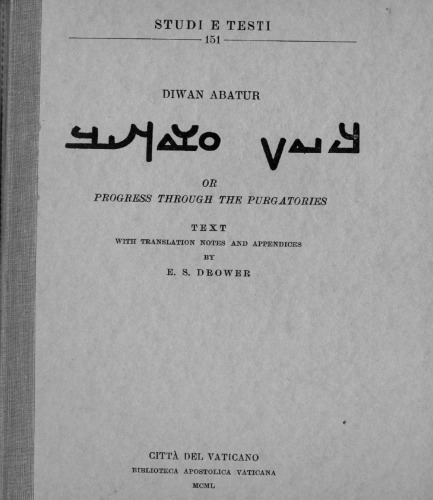 STUDI E TESTI
151
DIWAN ABATUR
OR
PROGRESS THROUGH THE PURGATORIES
TEXT
WITH TRANSLATION NOTES AND APPENDICES
BY
E. S. DROWER
CITTÀ DEL VATICANO
BIBLIOTECA APOSTOLICA VATICANA
MCML